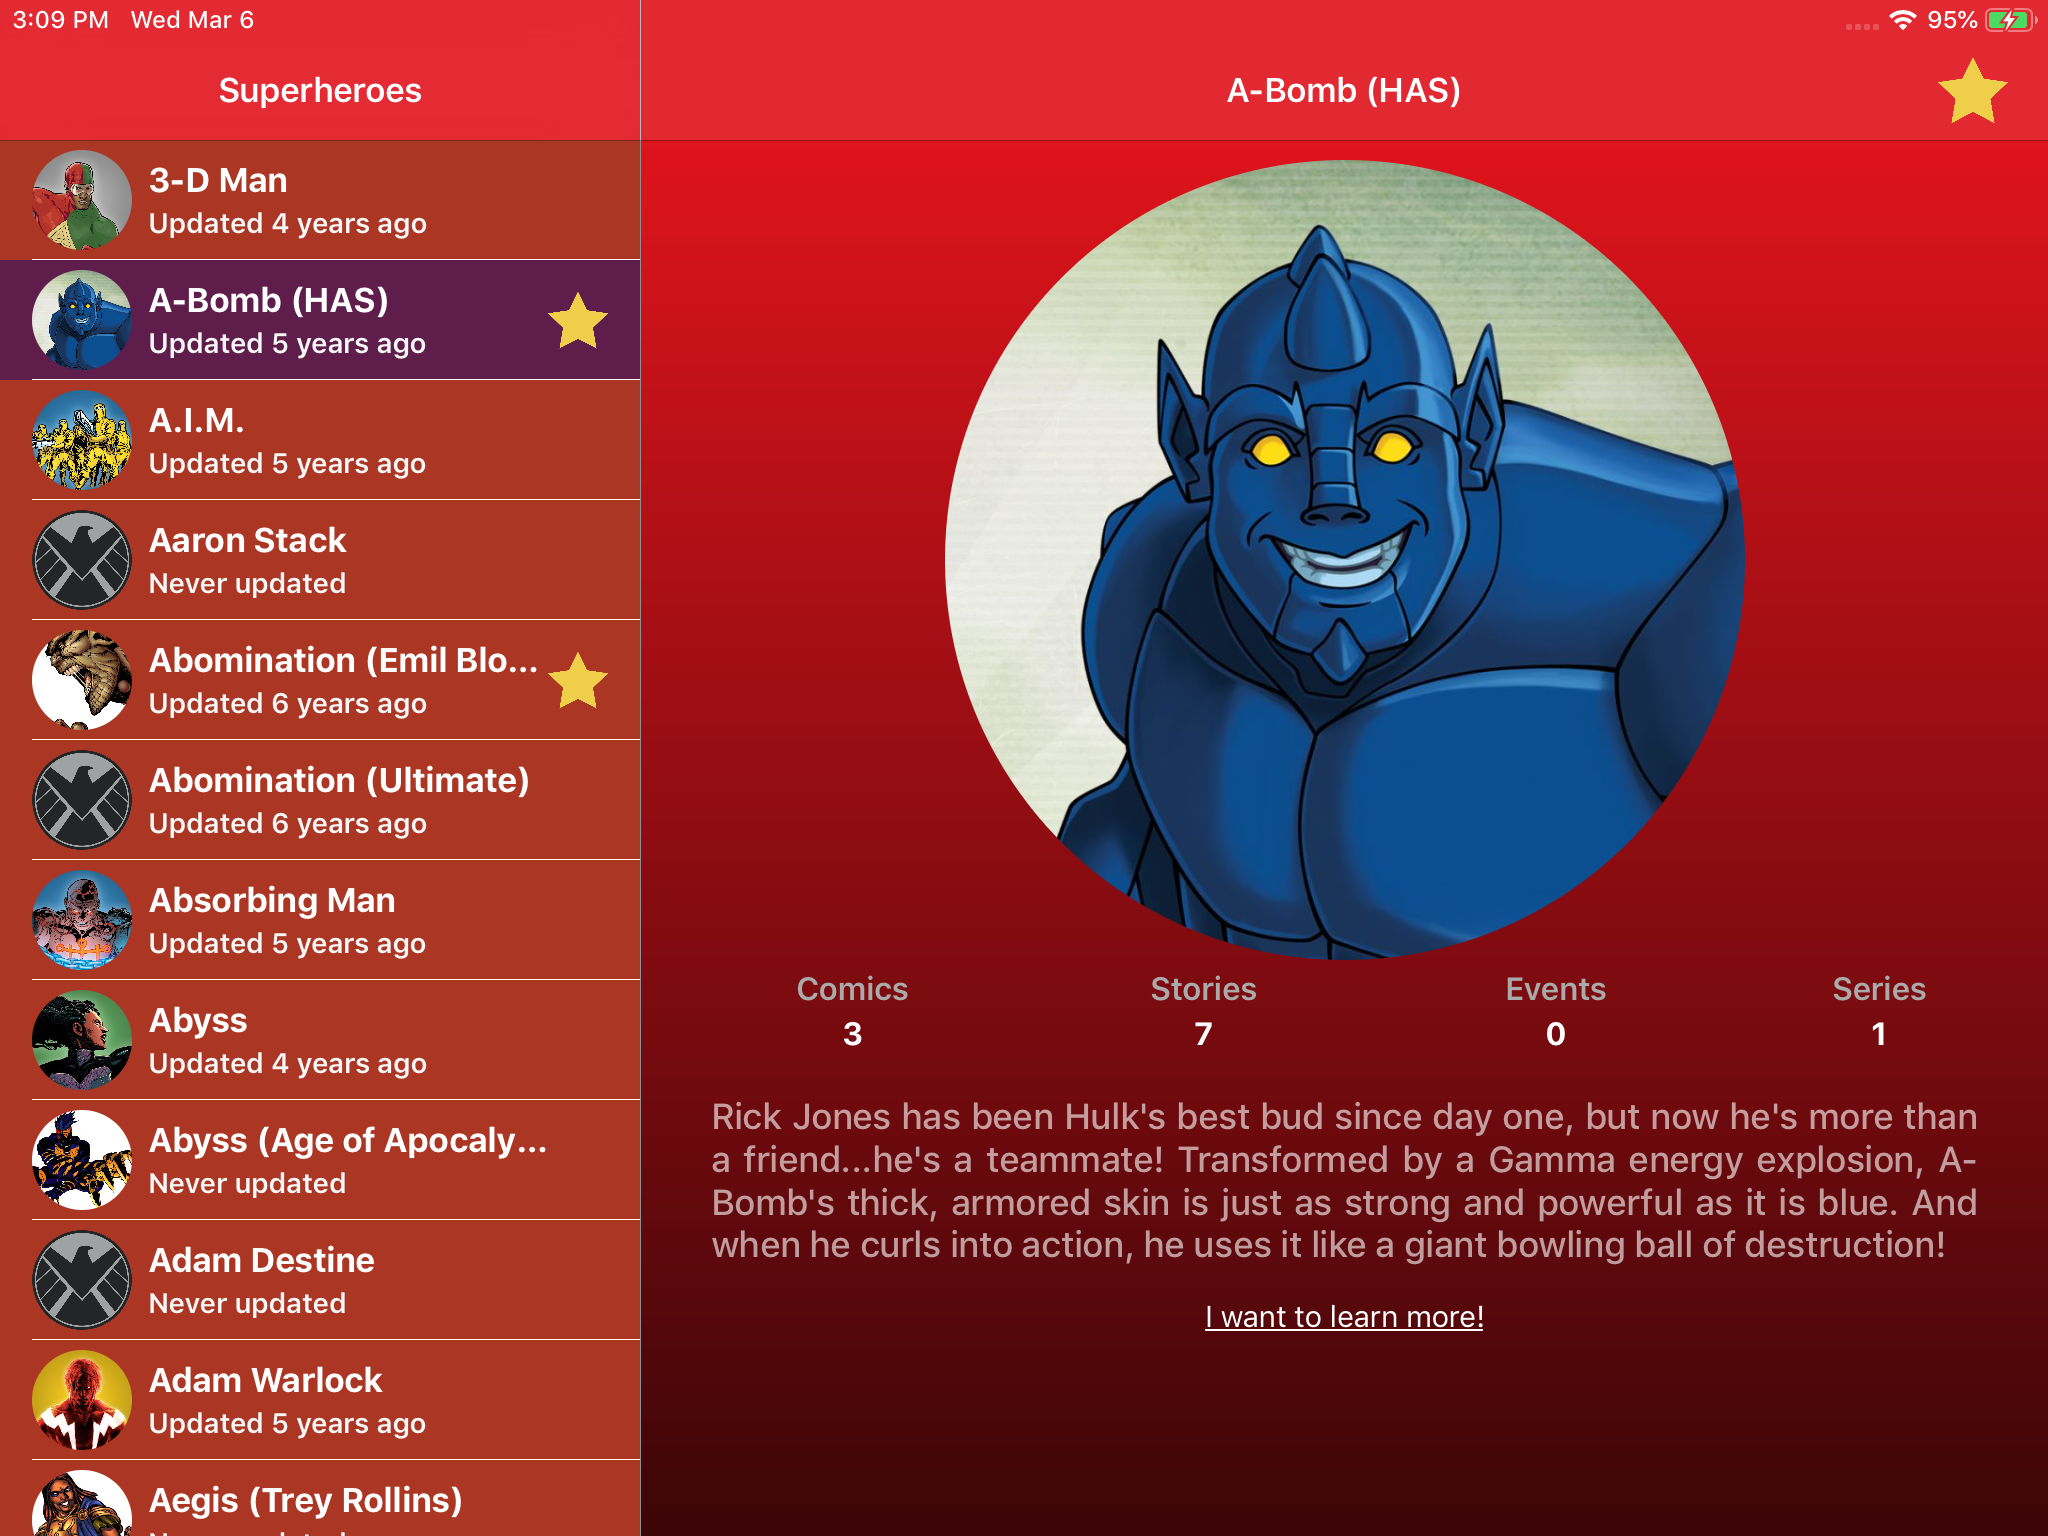 3:09 PM Wed Mar 6
95%
Superheroes
A-Bomb (HAS)
3-D Man
Updated 4 years ago
A-Bomb (HAS)
Updated 5 years ago
A.I.M.
Updated 5 years ago
Aaron Stack
Never updated
Abomination (Emil Blo...
Updated 6 years ago
Abomination (Ultimate)
Updated 6 years ago
Absorbing Man
Updated 5 years ago
Abyss
Updated 4 years ago
Abyss (Age of Apocaly...
Never updated
Adam Destine
Never updated
Adam Warlock
Updated 5 years ago
Aegis (Trey Rollins)
Comics Stories Events Series
3 7 0 1
Rick Jones has been Hulk's best bud since day one, but now he's more than
a friend...he's a teammate! Transformed by a Gamma energy explosion, A-
Bomb's thick, armored skin is just as strong and powerful as it is blue. And
when he curls into action, he uses it like a giant bowling ball of destruction!
I want to learn more!